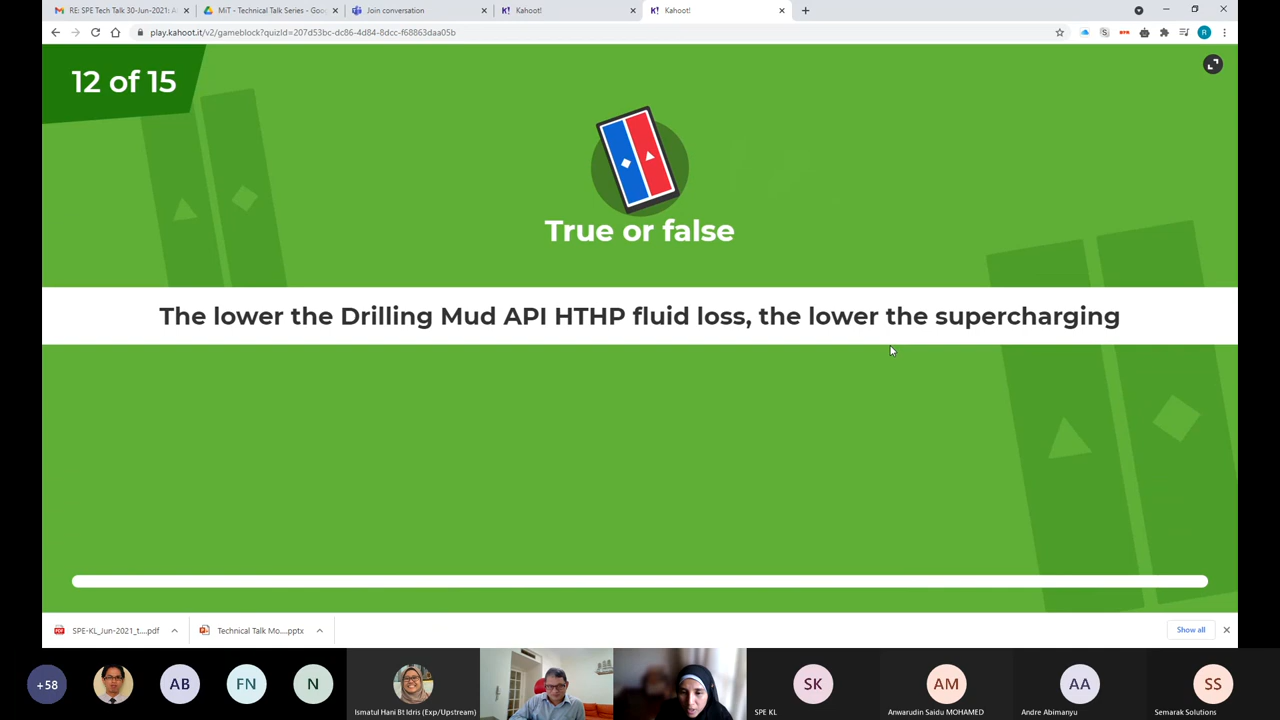 RE: SPE Tech Talk 30-Jun-2021: A
MiT - Technical Talk Series - Goo
Join conversation
K! Kahoot!
K! Kahoot!
play.kahoot.it/v2/gameblock?quizId=207d53bc-dc86-4d84-8dcc-f68863daa05b
R
12 of 15
True or false
The lower the Drilling Mud API HTHP fluid loss, the lower the supercharging
SPE-KL_Jun-2021_t....pdf
Technical Talk Mo....pptx
Show all
+58
AB
FN
N
Ismatul Hani Bt Idris (Exp/Upstream)
SK
SPE KL
AM
Anwarudin Saidu MOHAMED
AA
Andre Abimanyu
SS
Semarak Solutions